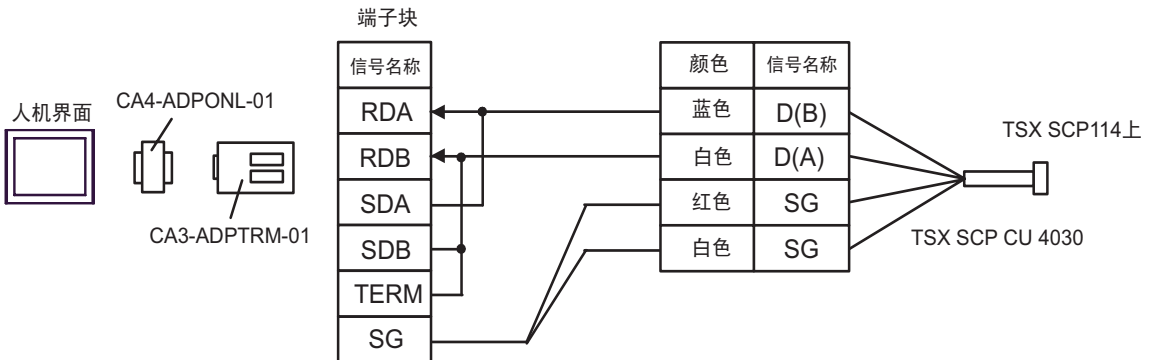 端子块
信号名称
RDA
RDB
SDA
SDB
TERM
SG
颜色 信号名称
蓝色 D(B)
白色 D(A)
红色 SG
白色 SG
人机界面
CA4-ADPONL-01
CA3-ADPTRM-01
TSX SCP114上
TSX SCP CU 4030